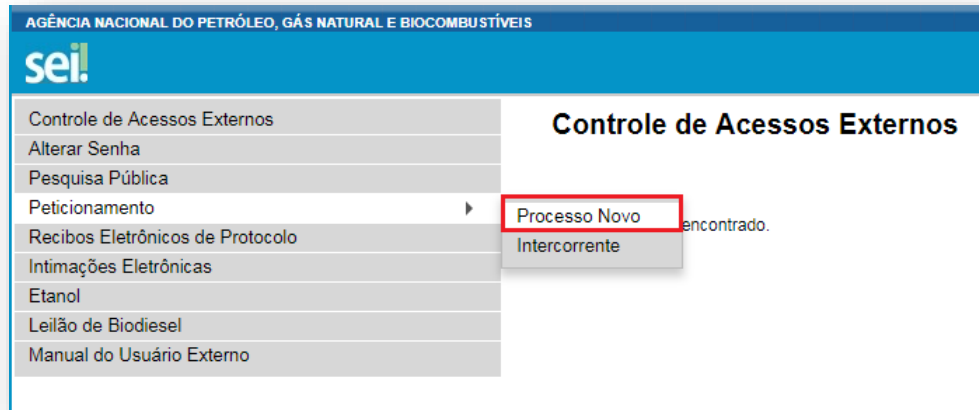 AGÊNCIA NACIONAL DO PETRÓLEO, GÁS NATURAL E BIOCOMBUSTÍVEIS
sei!
Controle de Acessos Externos
Alterar Senha
Pesquisa Pública
Peticionamento
Recibos Eletrônicos de Protocolo
Intimações Eletrônicas
Etanol
Leilão de Biodiesel
Manual do Usuário Externo
Processo Novo
Intercorrente
Controle de Acessos Externos
encontrado.